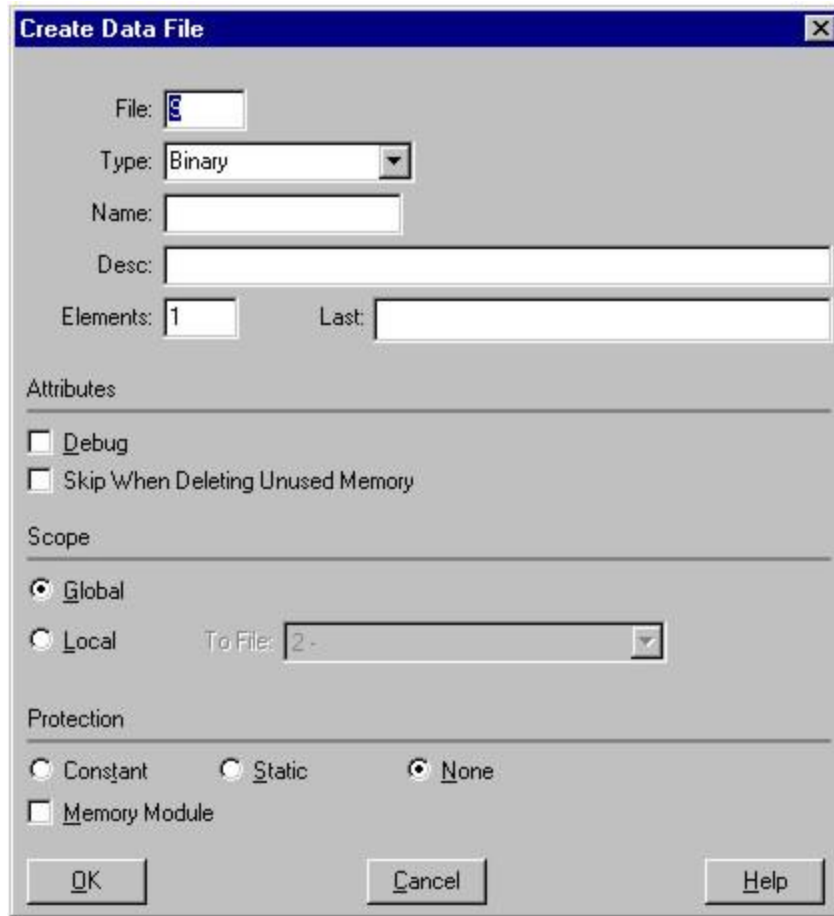 Create Data File
File: 9
Type: Binary
Name:
Desc:
Elements: 1 Last:
Attributes
Debug
Skip When Deleting Unused Memory
Scope
Global
Local To File: 2 -
Protection
Constant Static None
Memory Module
OK Cancel Help